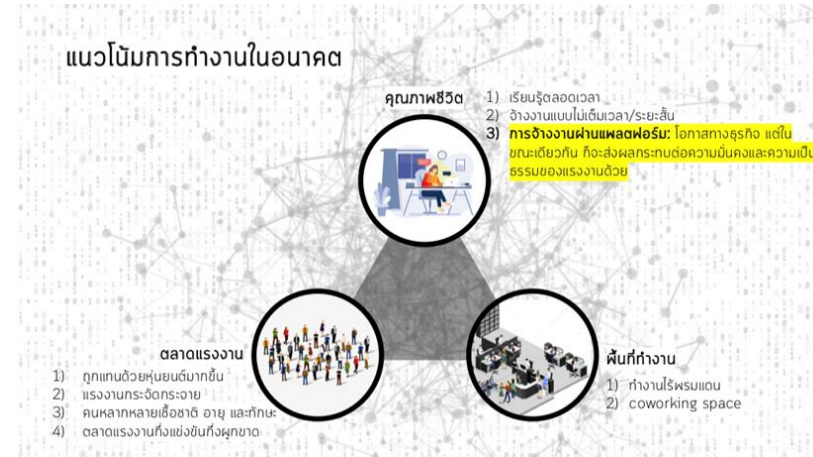 แนวโน้มการทำงานในอนาคต
คุณภาพชีวิต
1) เรียนรู้ตลอดเวลา
2) จ้างงานแบบไม่เต็มเวลา/ระยะสั้น
3) การจ้างงานผ่านแพลตฟอร์ม: โอกาสทางธุรกิจ แต่ใน
ขณะเดียวกัน ก็จะส่งผลกระทบต่อความมั่นคงและความเป็น
ธรรมของแรงงานด้วย
ตลาดแรงงาน
1) ถูกแทนด้วยหุ่นยนต์มากขึ้น
2) แรงงานกระจัดกระจาย
3) คนหลากหลายเชื้อชาติ อายุ และทักษะ
4) ตลาดแรงงานกึ่งแข่งขันกึ่งผูกขาด
พื้นที่ทำงาน
1) ทำงานไร้พรมแดน
2) coworking space